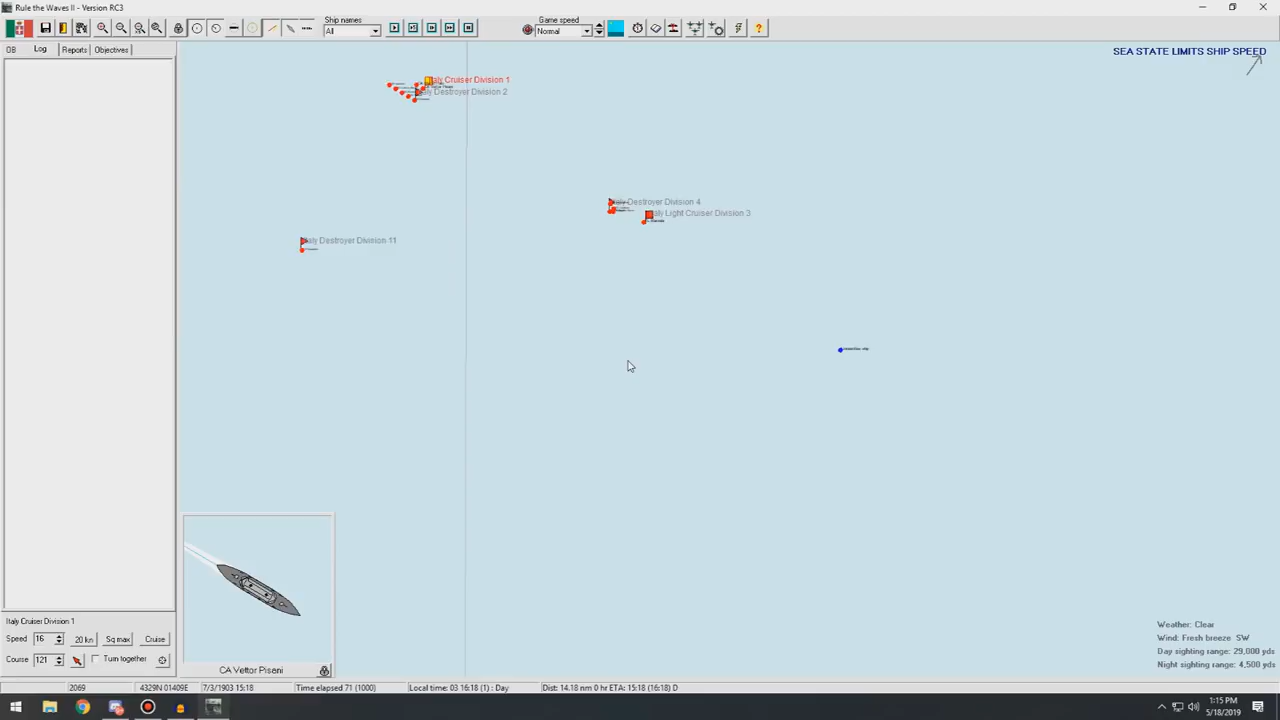 Rule the Waves II - Version RC3
Ship names
All
Game speed
Normal
OB
Log
Reports
Objectives
SEA STATE LIMITS SHIP SPEED
Italy Cruiser Division 1
Italy Destroyer Division 2
Italy Destroyer Division 4
Italy Light Cruiser Division 3
Italy Destroyer Division 11
Italy Cruiser Division 1
Speed
16
20 kn
Sq max
Cruise
Course
121
Turn together
CA Vettor Pisani
Weather: Clear
Wind: Fresh breeze SW
Day sighting range: 29,000 yds
Night sighting range: 4,500 yds
2069
4329N 01409E
7/3/1903 15:18
Time elapsed 71 (1000)
Local time: 03 16:18 (1) : Day
Dist: 14.18 nm 0 hr ETA: 15:18 (16:18) D
1:15 PM
5/18/2019